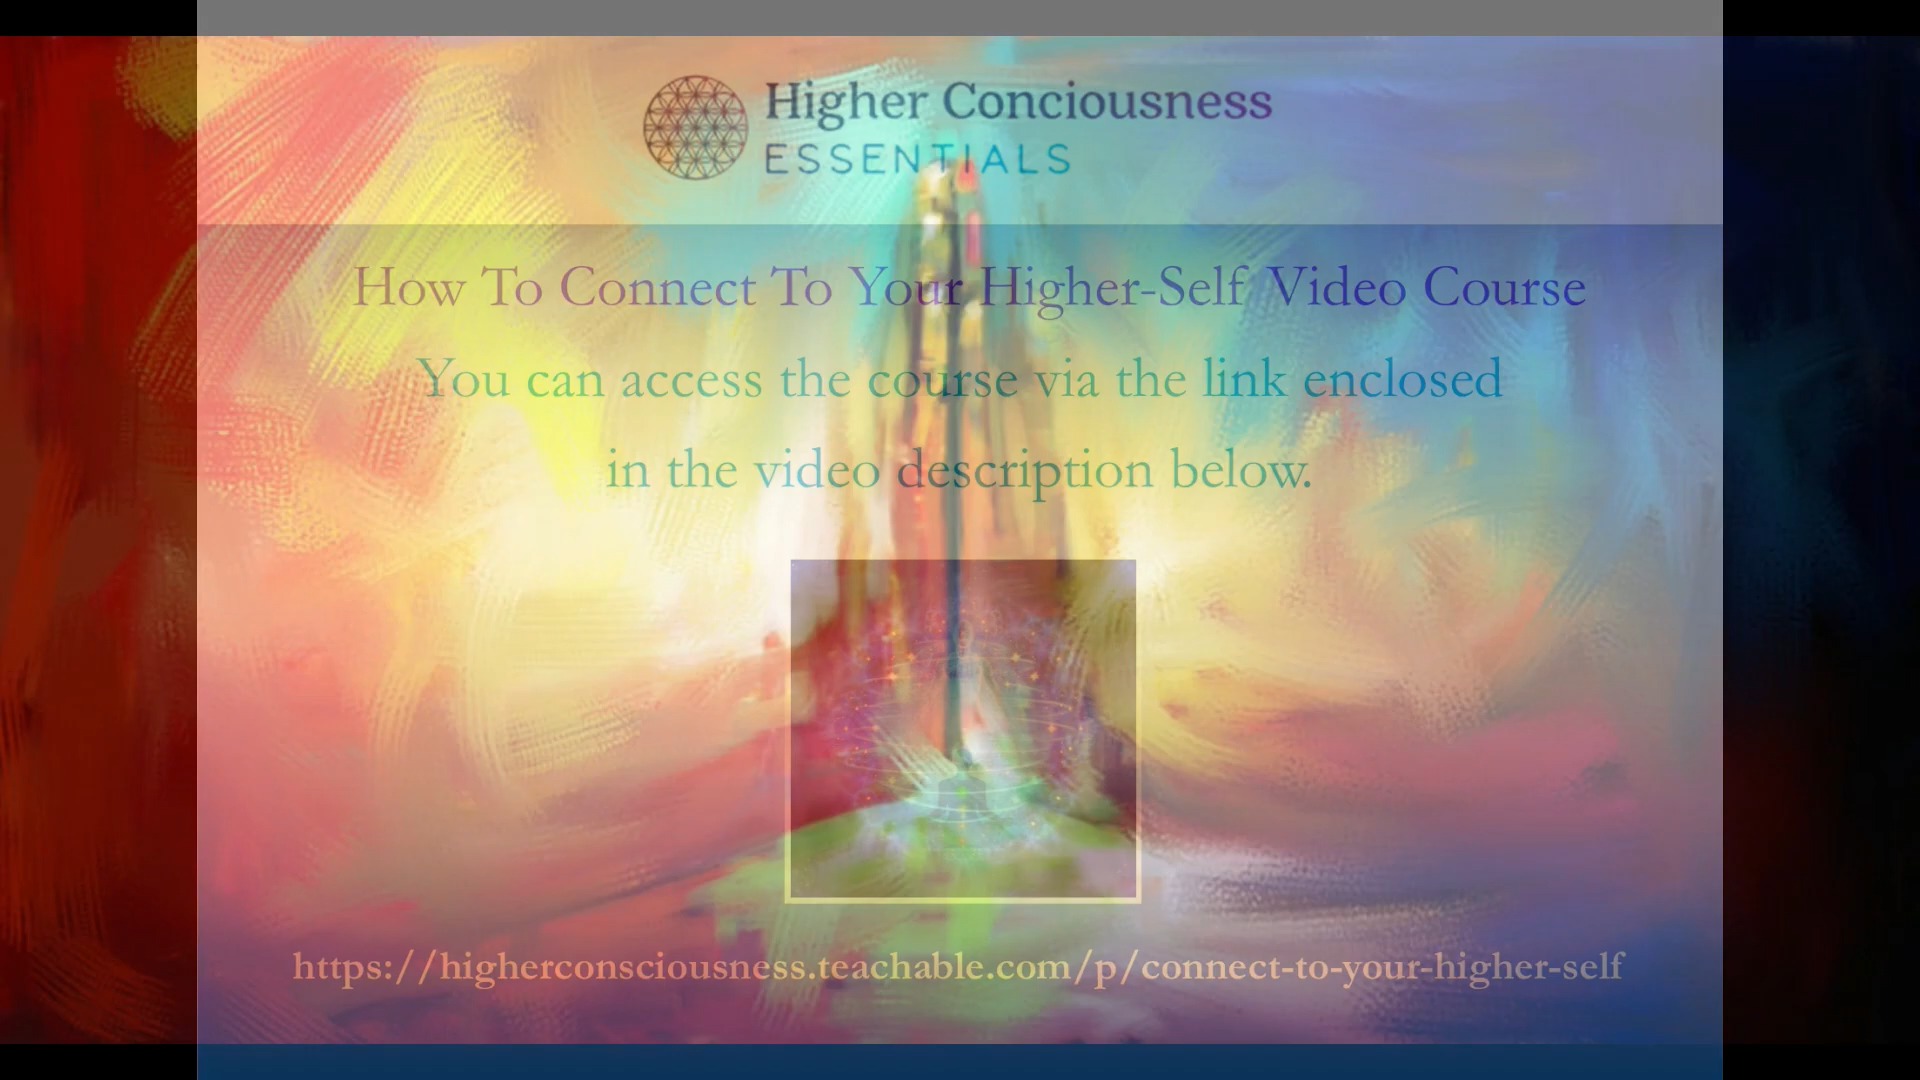 Higher Conciousness
ESSENTIALS
How To Connect To Your Higher-Self Video Course
You can access the course via the link enclosed
in the video description below.
https://higherconsciousness.teachable.com/p/connect-to-your-higher-self